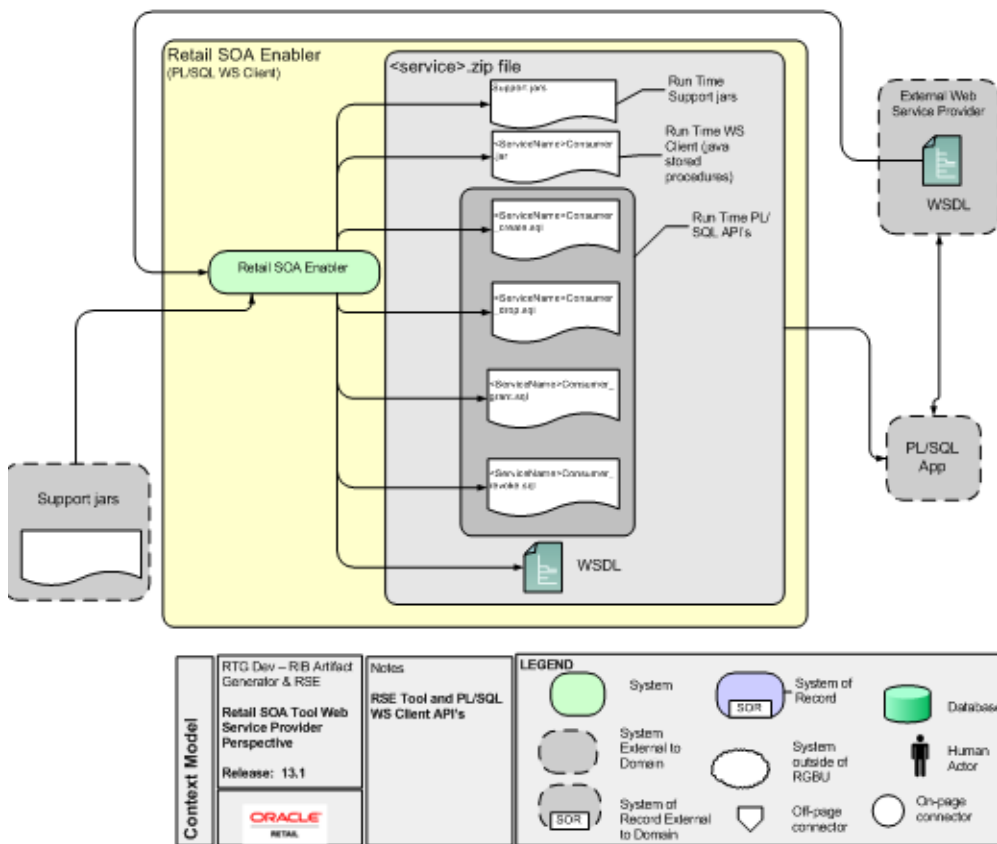 Retail SOA Enabler
(PL/SQL WS Client)
<service>.zip file
Support jars
Run Time
Support jars
<ServiceName>Consumer
.jar
Run Time WS
Client (java
stored
procedures)
<ServiceName>Consumer
_create.sql
Run Time PL/
SQL API's
Retail SOA Enabler
<ServiceName>Consumer
_drop.sql
<ServiceName>Consumer_
grant.sql
<ServiceName>Consumer_
revoke.sql
WSDL
External Web
Service Provider
WSDL
PL/SQL
App
Support jars
Context Model
RTG Dev – RIB Artifact
Generator & RSE
Retail SOA Tool Web
Service Provider
Perspective
Release: 13.1
ORACLE
RETAIL
Notes
RSE Tool and PL/SQL
WS Client API's
LEGEND
System
SOR
System of
Record
Database
System
External to
Domain
System
outside of
RGBU
Human
Actor
SOR
System of
Record External
to Domain
Off-page
connector
On-page
connector